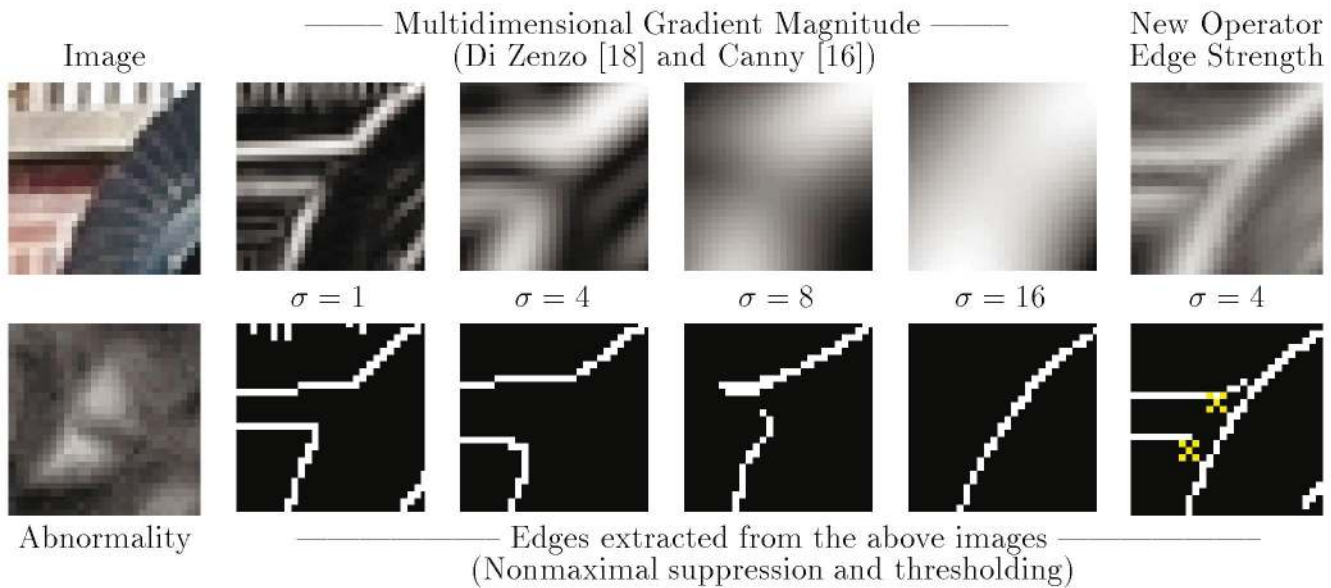 Image
Multidimensional Gradient Magnitude
(Di Zenzo [18] and Canny [16])
New Operator
Edge Strength
σ = 1
σ = 4
σ = 8
σ = 16
σ = 4
Abnormality
Edges extracted from the above images
(Nonmaximal suppression and thresholding)